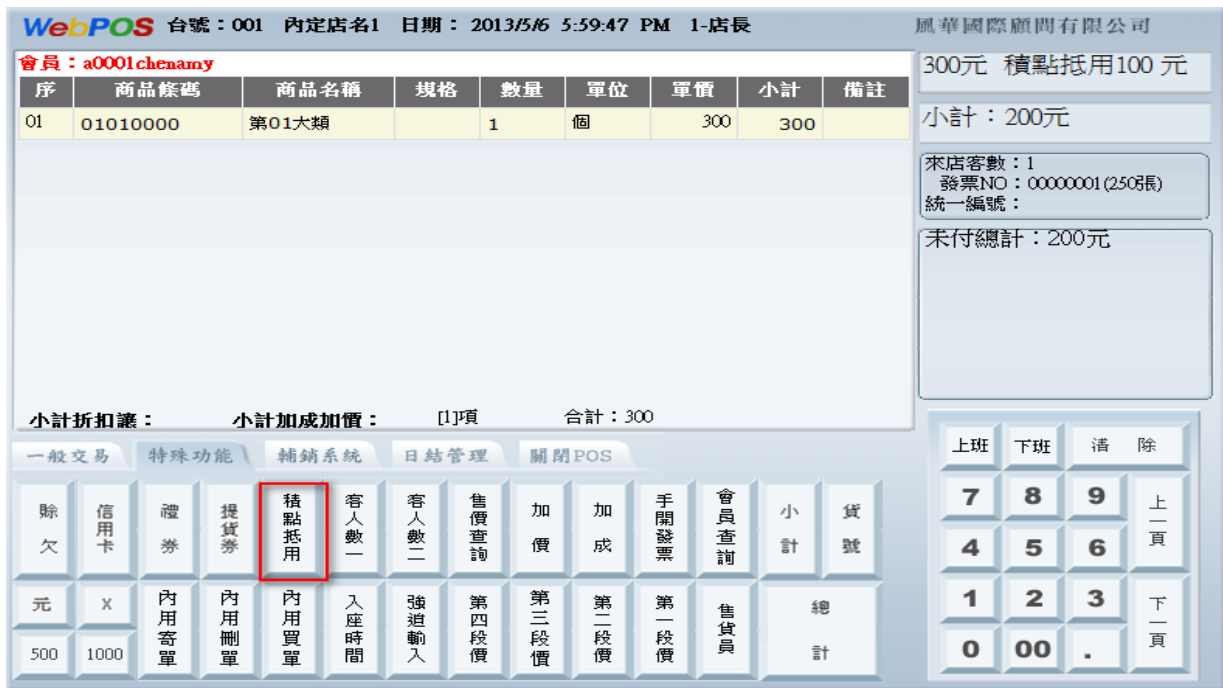 WebPOS 台號：001 內定店名1 日期： 2013/5/6 5:59:47 PM 1-店長
風華國際顧問有限公司
會員：a0001chenamy
序 商品條碼 商品名稱 規格 數量 單位 單價 小計 備註
01 01010000 第01大類 1 個 300 300
小計折扣讓： 小計加成加價： [1]項 合計：300
300元 積點抵用100 元
小計：200元
來店客數：1
發票NO：00000001(250張)
統一編號：
未付總計：200元
一般交易 特殊功能 輔銷系統 日結管理 關閉POS
賒欠 信用卡 禮券 提貨券 積點抵用 客人數一 客人數二 售價查詢 加價 加成 手開發票 會員查詢 小計 貨號
元 X 內用寄單 內用刪單 內用買單 入座時間 強迫輸入 第四段價 第三段價 第二段價 第一段價 售貨員 總計
500 1000
上班 下班 清除
7 8 9 上一頁
4 5 6
1 2 3 下一頁
0 00 .